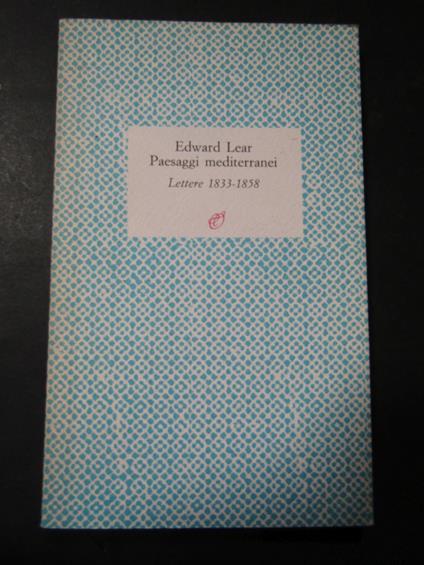 Edward Lear
Paesaggi mediterranei
Lettere 1833-1858